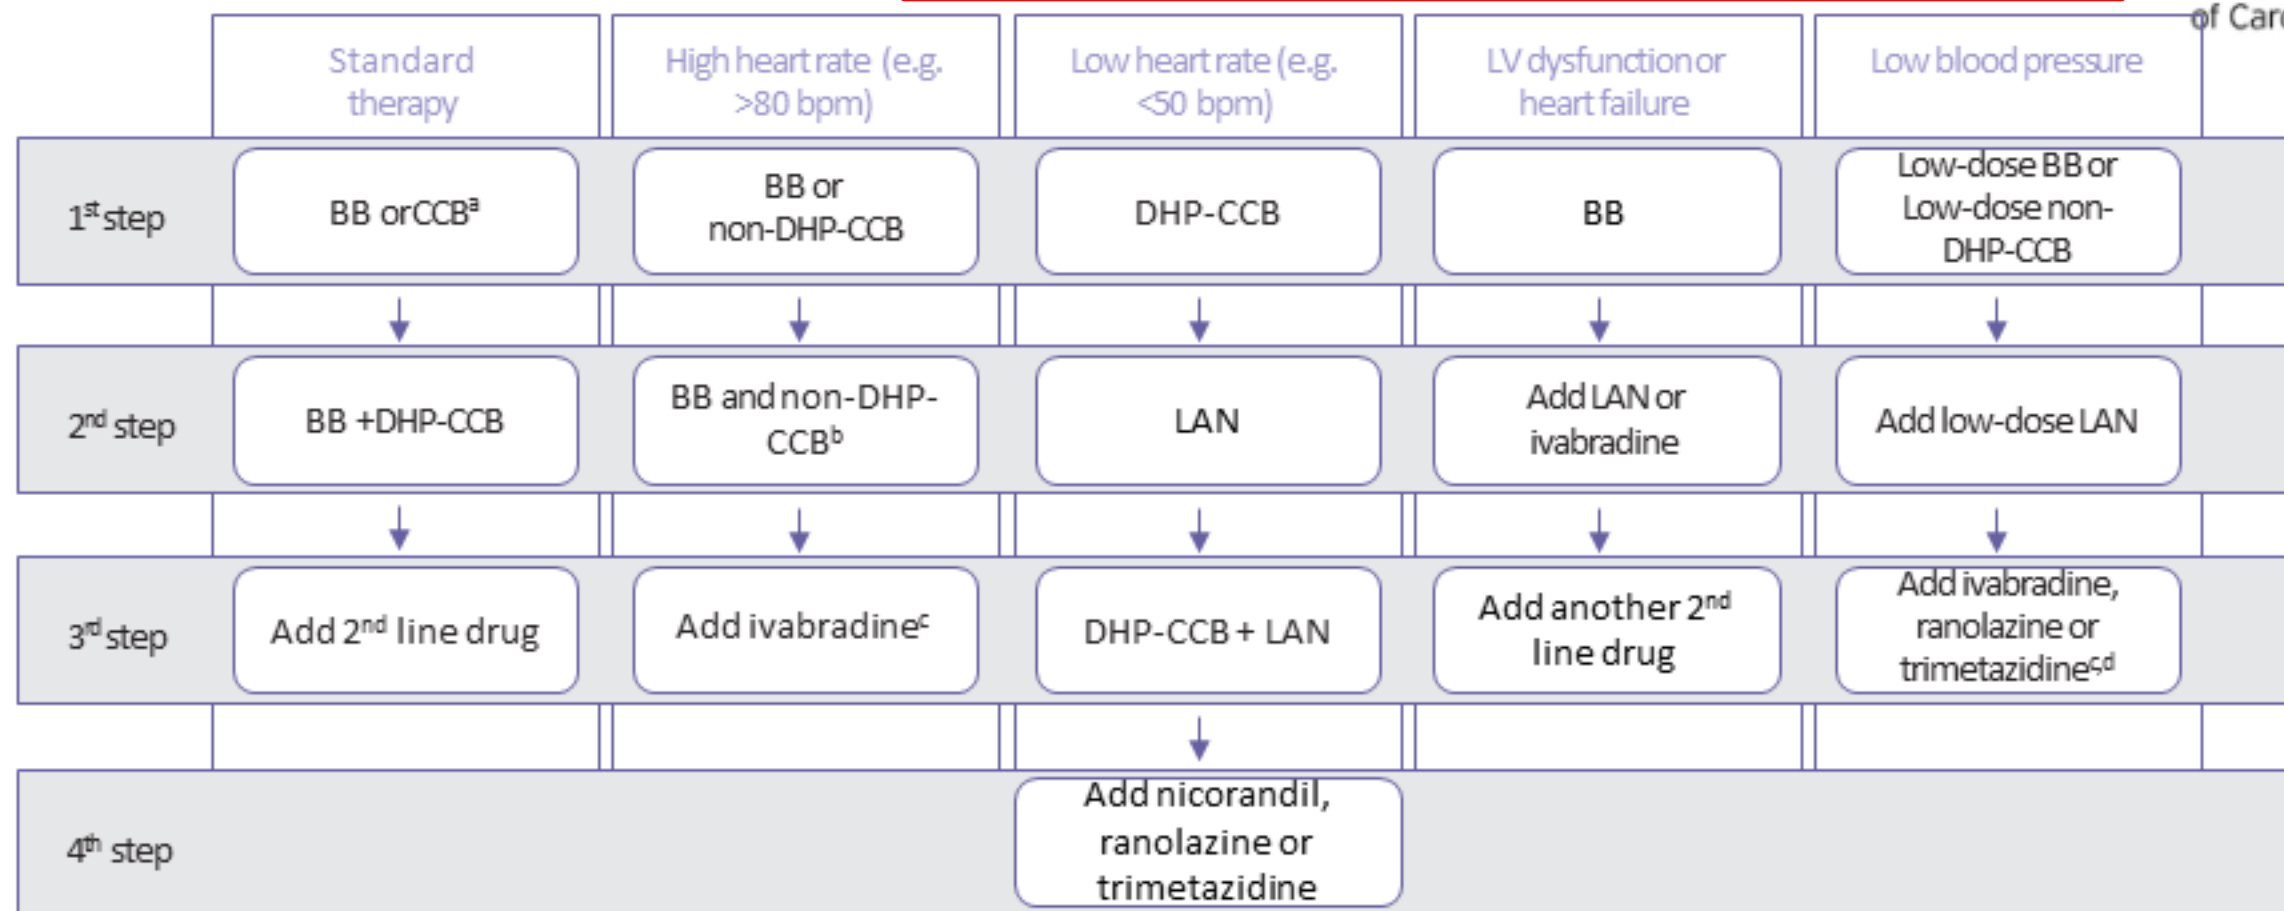 of Card
Standard
therapy
High heart rate (e.g.
>80 bpm)
Low heart rate (e.g.
<50 bpm)
LV dysfunction or
heart failure
Low blood pressure
1st step
BB or CCBa
BB or
non-DHP-CCB
DHP-CCB
BB
Low-dose BB or
Low-dose non-
DHP-CCB
2nd step
BB +DHP-CCB
BB and non-DHP-
CCBb
LAN
Add LAN or
ivabradine
Add low-dose LAN
3rd step
Add 2nd line drug
Add ivabradinec
DHP-CCB + LAN
Add another 2nd
line drug
Add ivabradine,
ranolazine or
trimetazidinec,d
4th step
Add nicorandil,
ranolazine or
trimetazidine